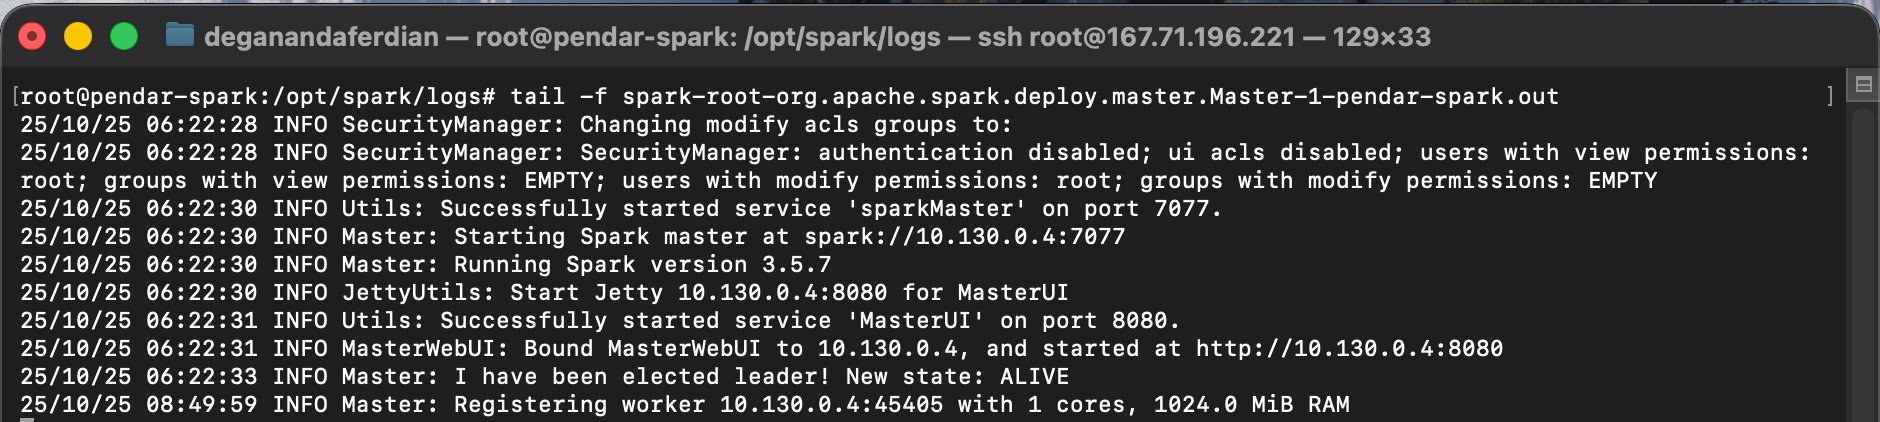 deganandaferdian — root@pendar-spark: /opt/spark/logs — ssh root@167.71.196.221 — 129×33
[root@pendar-spark:/opt/spark/logs# tail -f spark-root-org.apache.spark.deploy.master.Master-1-pendar-spark.out ]
25/10/25 06:22:28 INFO SecurityManager: Changing modify acls groups to:
25/10/25 06:22:28 INFO SecurityManager: SecurityManager: authentication disabled; ui acls disabled; users with view permissions:
root; groups with view permissions: EMPTY; users with modify permissions: root; groups with modify permissions: EMPTY
25/10/25 06:22:30 INFO Utils: Successfully started service 'sparkMaster' on port 7077.
25/10/25 06:22:30 INFO Master: Starting Spark master at spark://10.130.0.4:7077
25/10/25 06:22:30 INFO Master: Running Spark version 3.5.7
25/10/25 06:22:30 INFO JettyUtils: Start Jetty 10.130.0.4:8080 for MasterUI
25/10/25 06:22:31 INFO Utils: Successfully started service 'MasterUI' on port 8080.
25/10/25 06:22:31 INFO MasterWebUI: Bound MasterWebUI to 10.130.0.4, and started at http://10.130.0.4:8080
25/10/25 06:22:33 INFO Master: I have been elected leader! New state: ALIVE
25/10/25 08:49:59 INFO Master: Registering worker 10.130.0.4:45405 with 1 cores, 1024.0 MiB RAM